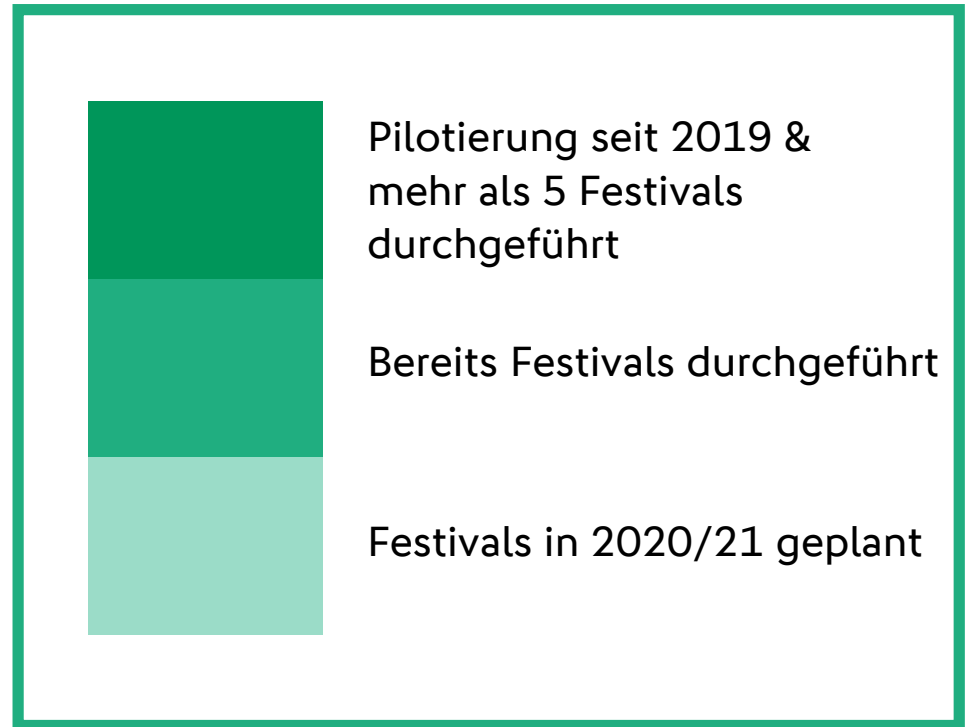 Pilotierung seit 2019 &
mehr als 5 Festivals
durchgeführt
Bereits Festivals durchgeführt
Festivals in 2020/21 geplant